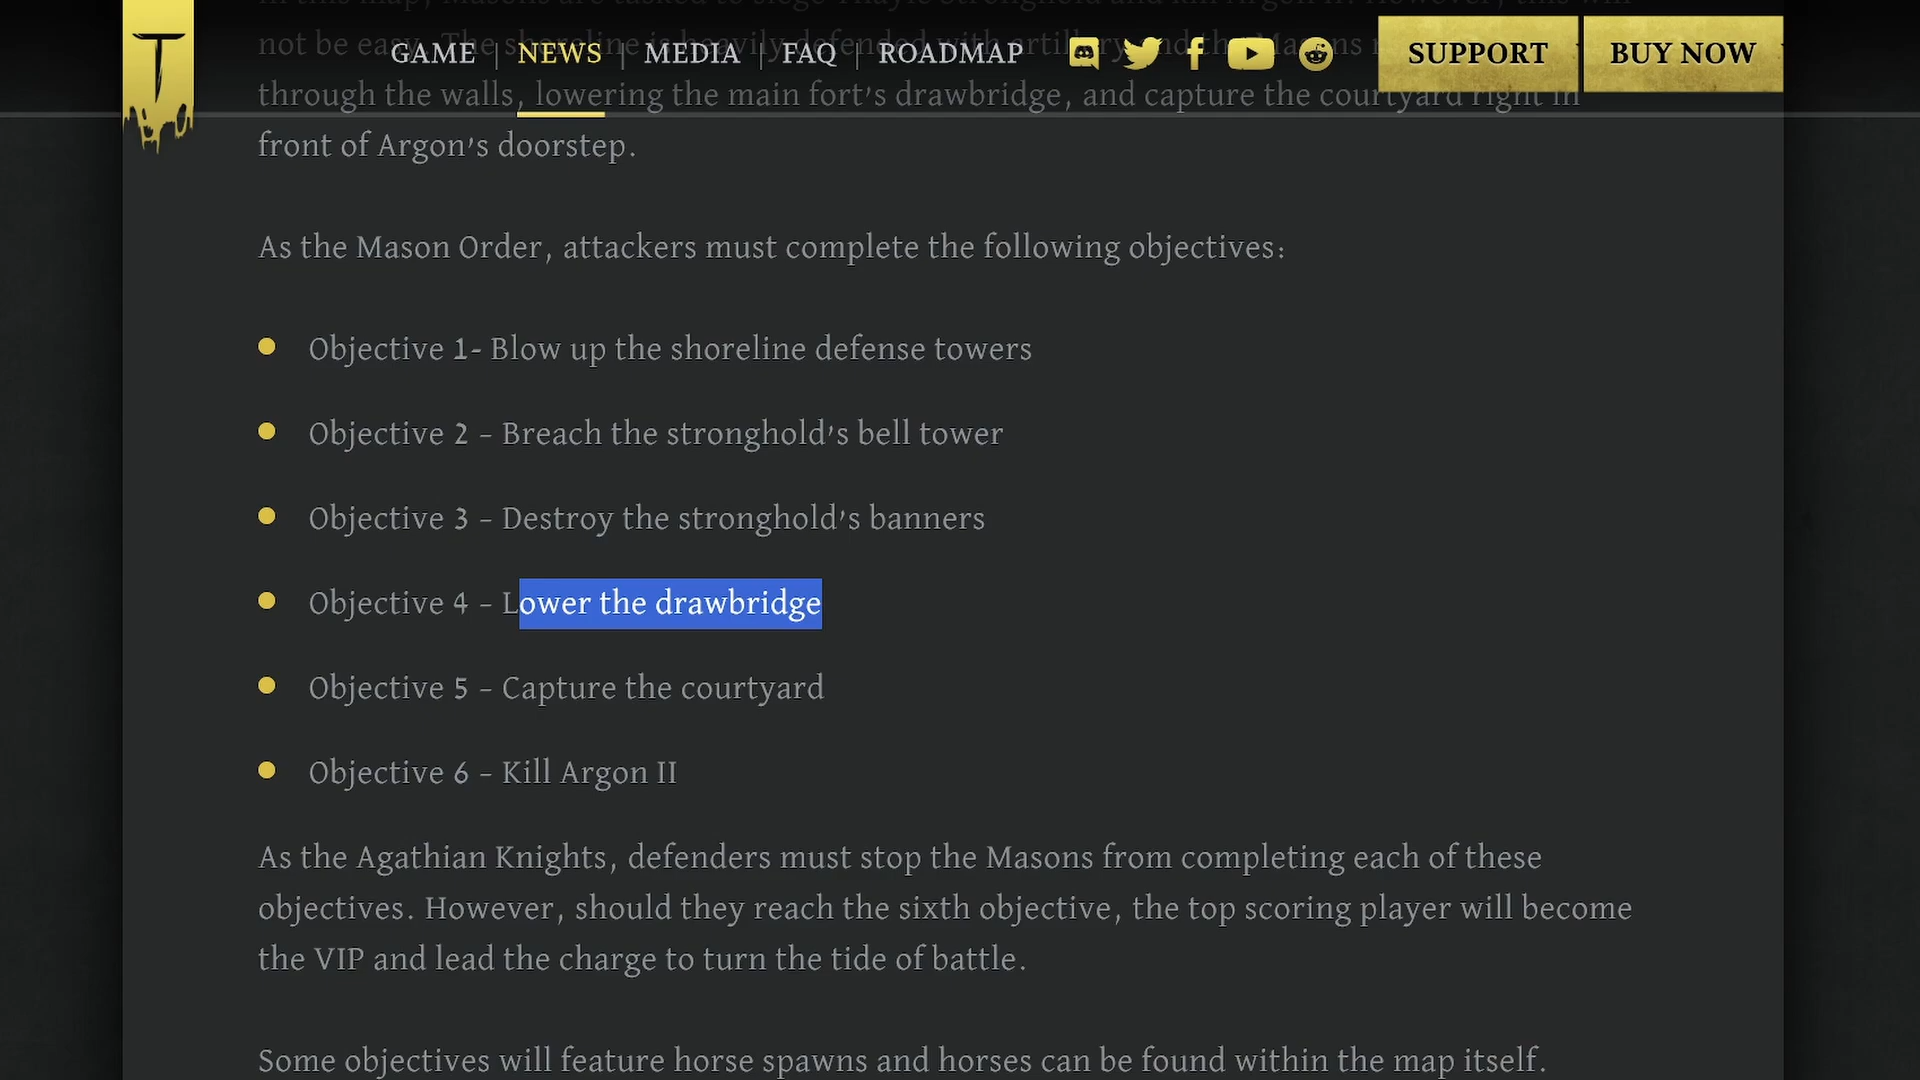 GAME | NEWS | MEDIA | FAQ | ROADMAP
SUPPORT
BUY NOW
through the walls, lowering the main fort's drawbridge, and capture the courtyard right in
front of Argon's doorstep.
As the Mason Order, attackers must complete the following objectives:
Objective 1- Blow up the shoreline defense towers
Objective 2 – Breach the stronghold's bell tower
Objective 3 – Destroy the stronghold's banners
Objective 4 – Lower the drawbridge
Objective 5 – Capture the courtyard
Objective 6 – Kill Argon II
As the Agathian Knights, defenders must stop the Masons from completing each of these
objectives. However, should they reach the sixth objective, the top scoring player will become
the VIP and lead the charge to turn the tide of battle.
Some objectives will feature horse spawns and horses can be found within the map itself.